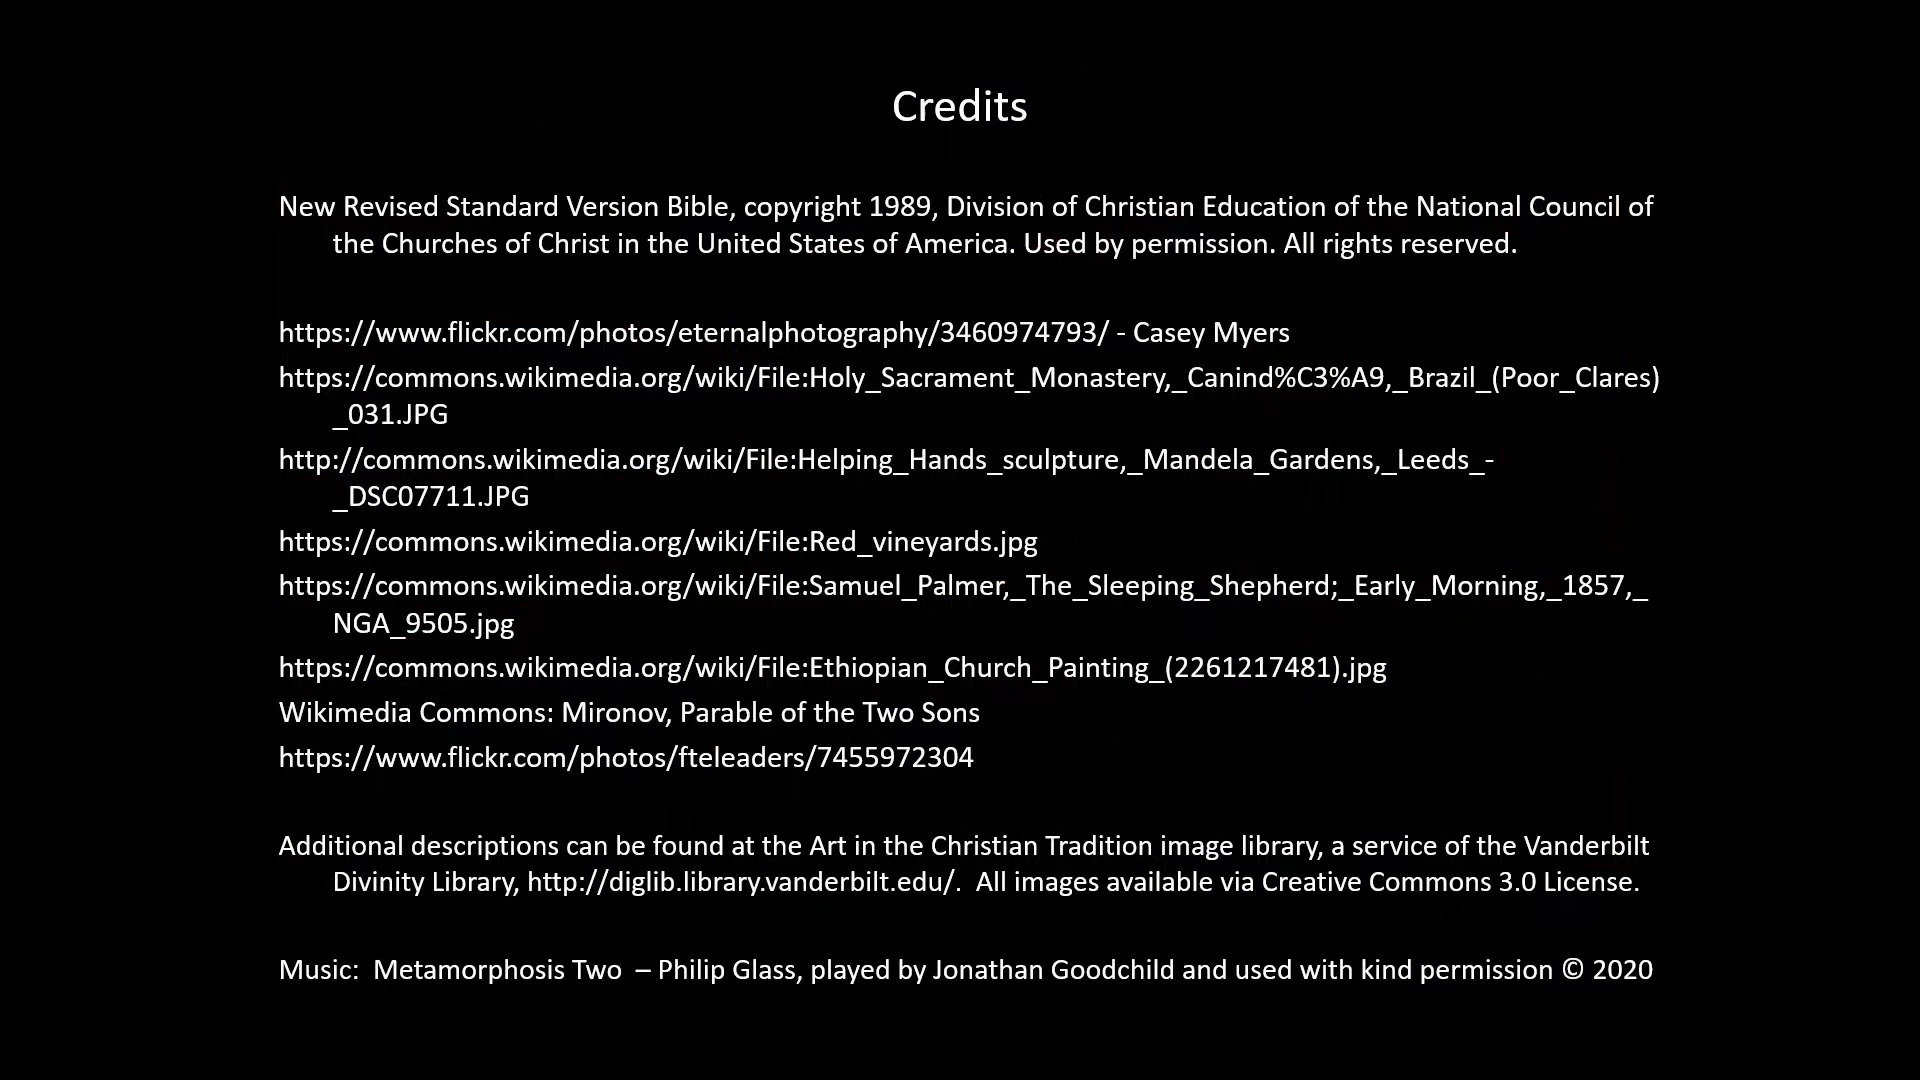 Credits
New Revised Standard Version Bible, copyright 1989, Division of Christian Education of the National Council of
the Churches of Christ in the United States of America. Used by permission. All rights reserved.
https://www.flickr.com/photos/eternalphotography/3460974793/ - Casey Myers
https://commons.wikimedia.org/wiki/File:Holy_Sacrament_Monastery,_Canind%C3%A9,_Brazil_(Poor_Clares)
_031.JPG
http://commons.wikimedia.org/wiki/File:Helping_Hands_sculpture,_Mandela_Gardens,_Leeds_-
_DSC07711.JPG
https://commons.wikimedia.org/wiki/File:Red_vineyards.jpg
https://commons.wikimedia.org/wiki/File:Samuel_Palmer,_The_Sleeping_Shepherd;_Early_Morning,_1857,_
NGA_9505.jpg
https://commons.wikimedia.org/wiki/File:Ethiopian_Church_Painting_(2261217481).jpg
Wikimedia Commons: Mironov, Parable of the Two Sons
https://www.flickr.com/photos/fteleaders/7455972304
Additional descriptions can be found at the Art in the Christian Tradition image library, a service of the Vanderbilt
Divinity Library, http://diglib.library.vanderbilt.edu/.  All images available via Creative Commons 3.0 License.
Music:  Metamorphosis Two  – Philip Glass, played by Jonathan Goodchild and used with kind permission © 2020